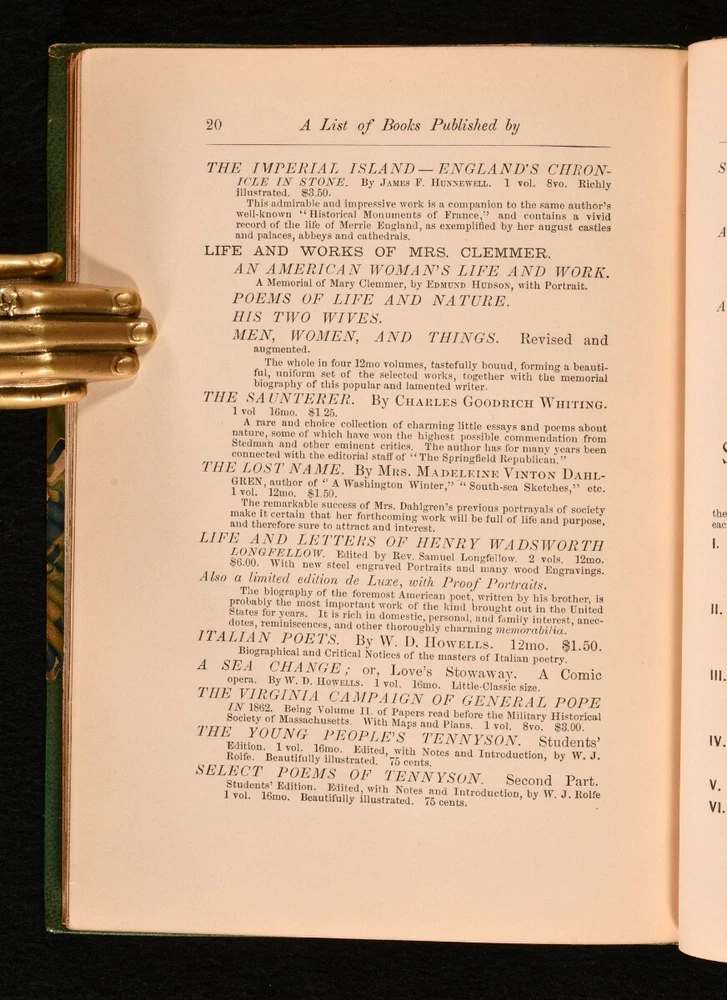 20 A List of Books Published by
THE IMPERIAL ISLAND — ENGLAND'S CHRON-
ICLE IN STONE. By JAMES F. HUNNEWELL. 1 vol. 8vo. Richly
illustrated. $3.50.
This admirable and impressive work is a companion to the same author's
well-known "Historical Monuments of France," and contains a vivid
record of the life of Merrie England, as exemplified by her august castles
and palaces, abbeys and cathedrals.
LIFE AND WORKS OF MRS. CLEMMER.
AN AMERICAN WOMAN'S LIFE AND WORK.
A Memorial of Mary Clemmer, by EDMUND HUDSON, with Portrait.
POEMS OF LIFE AND NATURE.
HIS TWO WIVES.
MEN, WOMEN, AND THINGS. Revised and
augmented.
The whole in four 12mo volumes, tastefully bound, forming a beauti-
ful, uniform set of the selected works, together with the memorial
biography of this popular and lamented writer.
THE SAUNTERER. By CHARLES GOODRICH WHITING.
1 vol 16mo. $1.25.
A rare and choice collection of charming little essays and poems about
nature, some of which have won the highest possible commendation from
Stedman and other eminent critics. The author has for many years been
connected with the editorial staff of "The Springfield Republican."
THE LOST NAME. By MRS. MADELEINE VINTON DAHL-
GREN, author of "A Washington Winter," "South-sea Sketches," etc.
1 vol. 12mo. $1.50.
The remarkable success of Mrs. Dahlgren's previous portrayals of society
make it certain that her forthcoming work will be full of life and purpose,
and therefore sure to attract and interest.
LIFE AND LETTERS OF HENRY WADSWORTH
LONGFELLOW. Edited by Rev. Samuel Longfellow. 2 vols. 12mo.
$6.00. With new steel engraved Portraits and many wood Engravings.
Also a limited edition de Luxe, with Proof Portraits.
The biography of the foremost American poet, written by his brother, is
probably the most important work of the kind brought out in the United
States for years. It is rich in domestic, personal, and family interest, anec-
dotes, reminiscences, and other thoroughly charming memorabilia.
ITALIAN POETS. By W. D. HOWELLS. 12mo. $1.50.
Biographical and Critical Notices of the masters of Italian poetry.
A SEA CHANGE; or, Love's Stowaway. A Comic
opera. By W. D. HOWELLS. 1 vol. 16mo. Little-Classic size.
THE VIRGINIA CAMPAIGN OF GENERAL POPE
IN 1862. Being Volume II. of Papers read before the Military Historical
Society of Massachusetts. With Maps and Plans. 1 vol. 8vo. $3.00.
THE YOUNG PEOPLE'S TENNYSON. Students'
Edition. 1 vol. 16mo. Edited, with Notes and Introduction, by W. J.
Rolfe. Beautifully illustrated. 75 cents.
SELECT POEMS OF TENNYSON. Second Part.
Students' Edition. Edited, with Notes and Introduction, by W. J. Rolfe
1 vol. 16mo. Beautifully illustrated. 75 cents.
the
eac
I.
II.
III.
IV.
V.
VI.